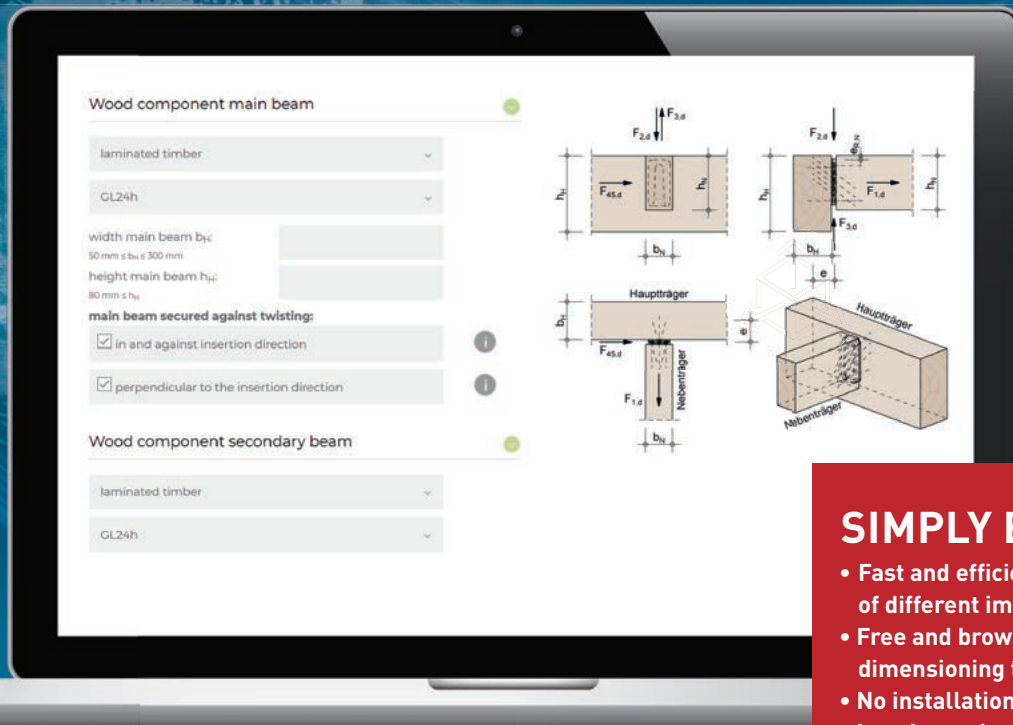 Wood component main beam
laminated timber
GL24h
width main beam bH:
50 mm ≤ bH ≤ 300 mm
height main beam hH:
80 mm ≤ hH
main beam secured against twisting:
in and against insertion direction
i
perpendicular to the insertion direction
i
Wood component secondary beam
laminated timber
GL24h
F3,d
F2,d
hH
F45,d
hN
bN
F2,d
eR,N
hH
F1,d
hN
F3,d
bH
e
Hauptträger
bH
e
F45,d
F1,d
Nebenträger
bN
Hauptträger
Nebenträger
SIMPLY
• Fast and
of different
• Free and
dimensioning
• No installation